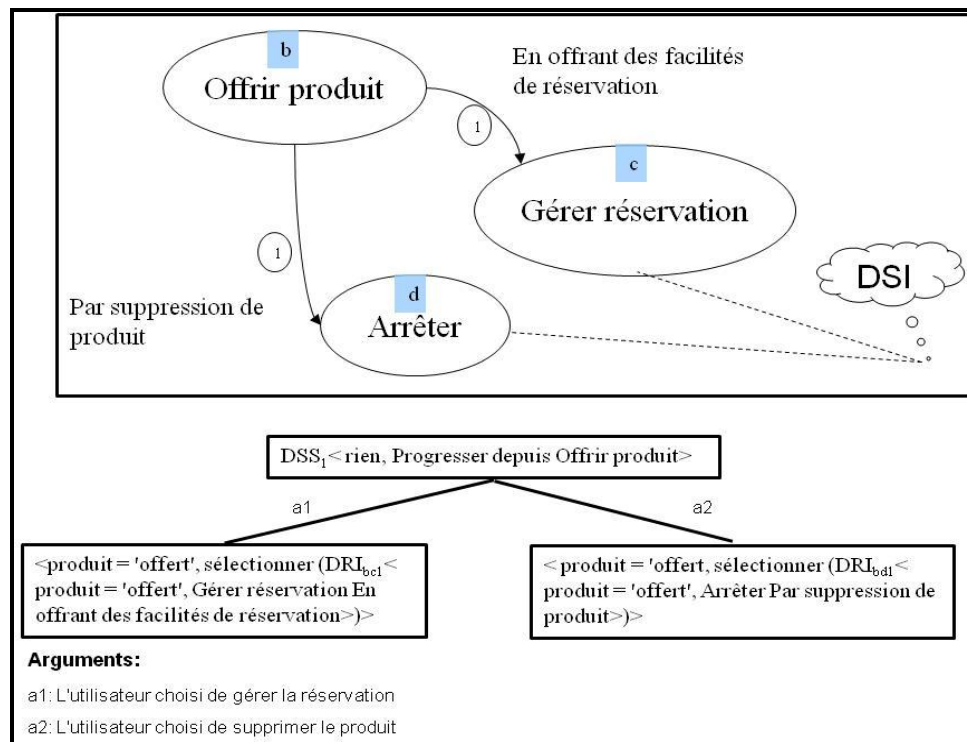 b
Offrir produit
En offrant des facilités
de réservation
1
c
Gérer réservation
1
DSI
d
Arrêter
Par suppression de
produit
DSS1< rien, Progresser depuis Offrir produit>
a1
a2
<produit = 'offert', sélectionner (DRIbc1<
produit = 'offert', Gérer réservation En
offrant des facilités de réservation>)>
< produit = 'offert, sélectionner (DRIbd1<
produit = 'offert', Arrêter Par suppression de
produit>)>
Arguments:
a1: L'utilisateur choisi de gérer la réservation
a2: L'utilisateur choisi de supprimer le produit